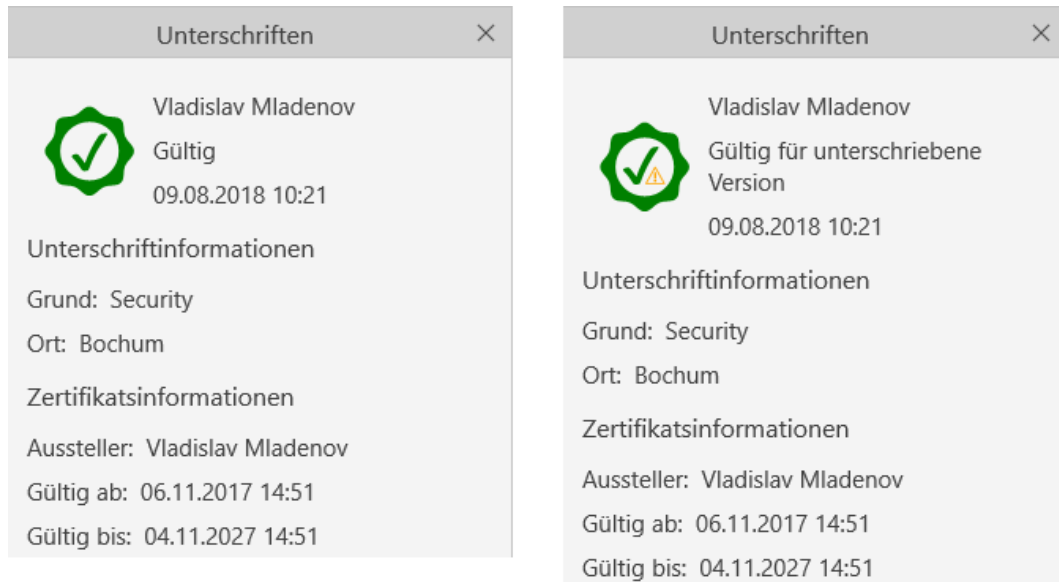 Unterschriften
Vladislav Mladenov
Gültig
09.08.2018 10:21
Unterschriftinformationen
Grund: Security
Ort: Bochum
Zertifikatsinformationen
Aussteller: Vladislav Mladenov
Gültig ab: 06.11.2017 14:51
Gültig bis: 04.11.2027 14:51
Unterschriften
Vladislav Mladenov
Gültig für unterschriebene
Version
09.08.2018 10:21
Unterschriftinformationen
Grund: Security
Ort: Bochum
Zertifikatsinformationen
Aussteller: Vladislav Mladenov
Gültig ab: 06.11.2017 14:51
Gültig bis: 04.11.2027 14:51